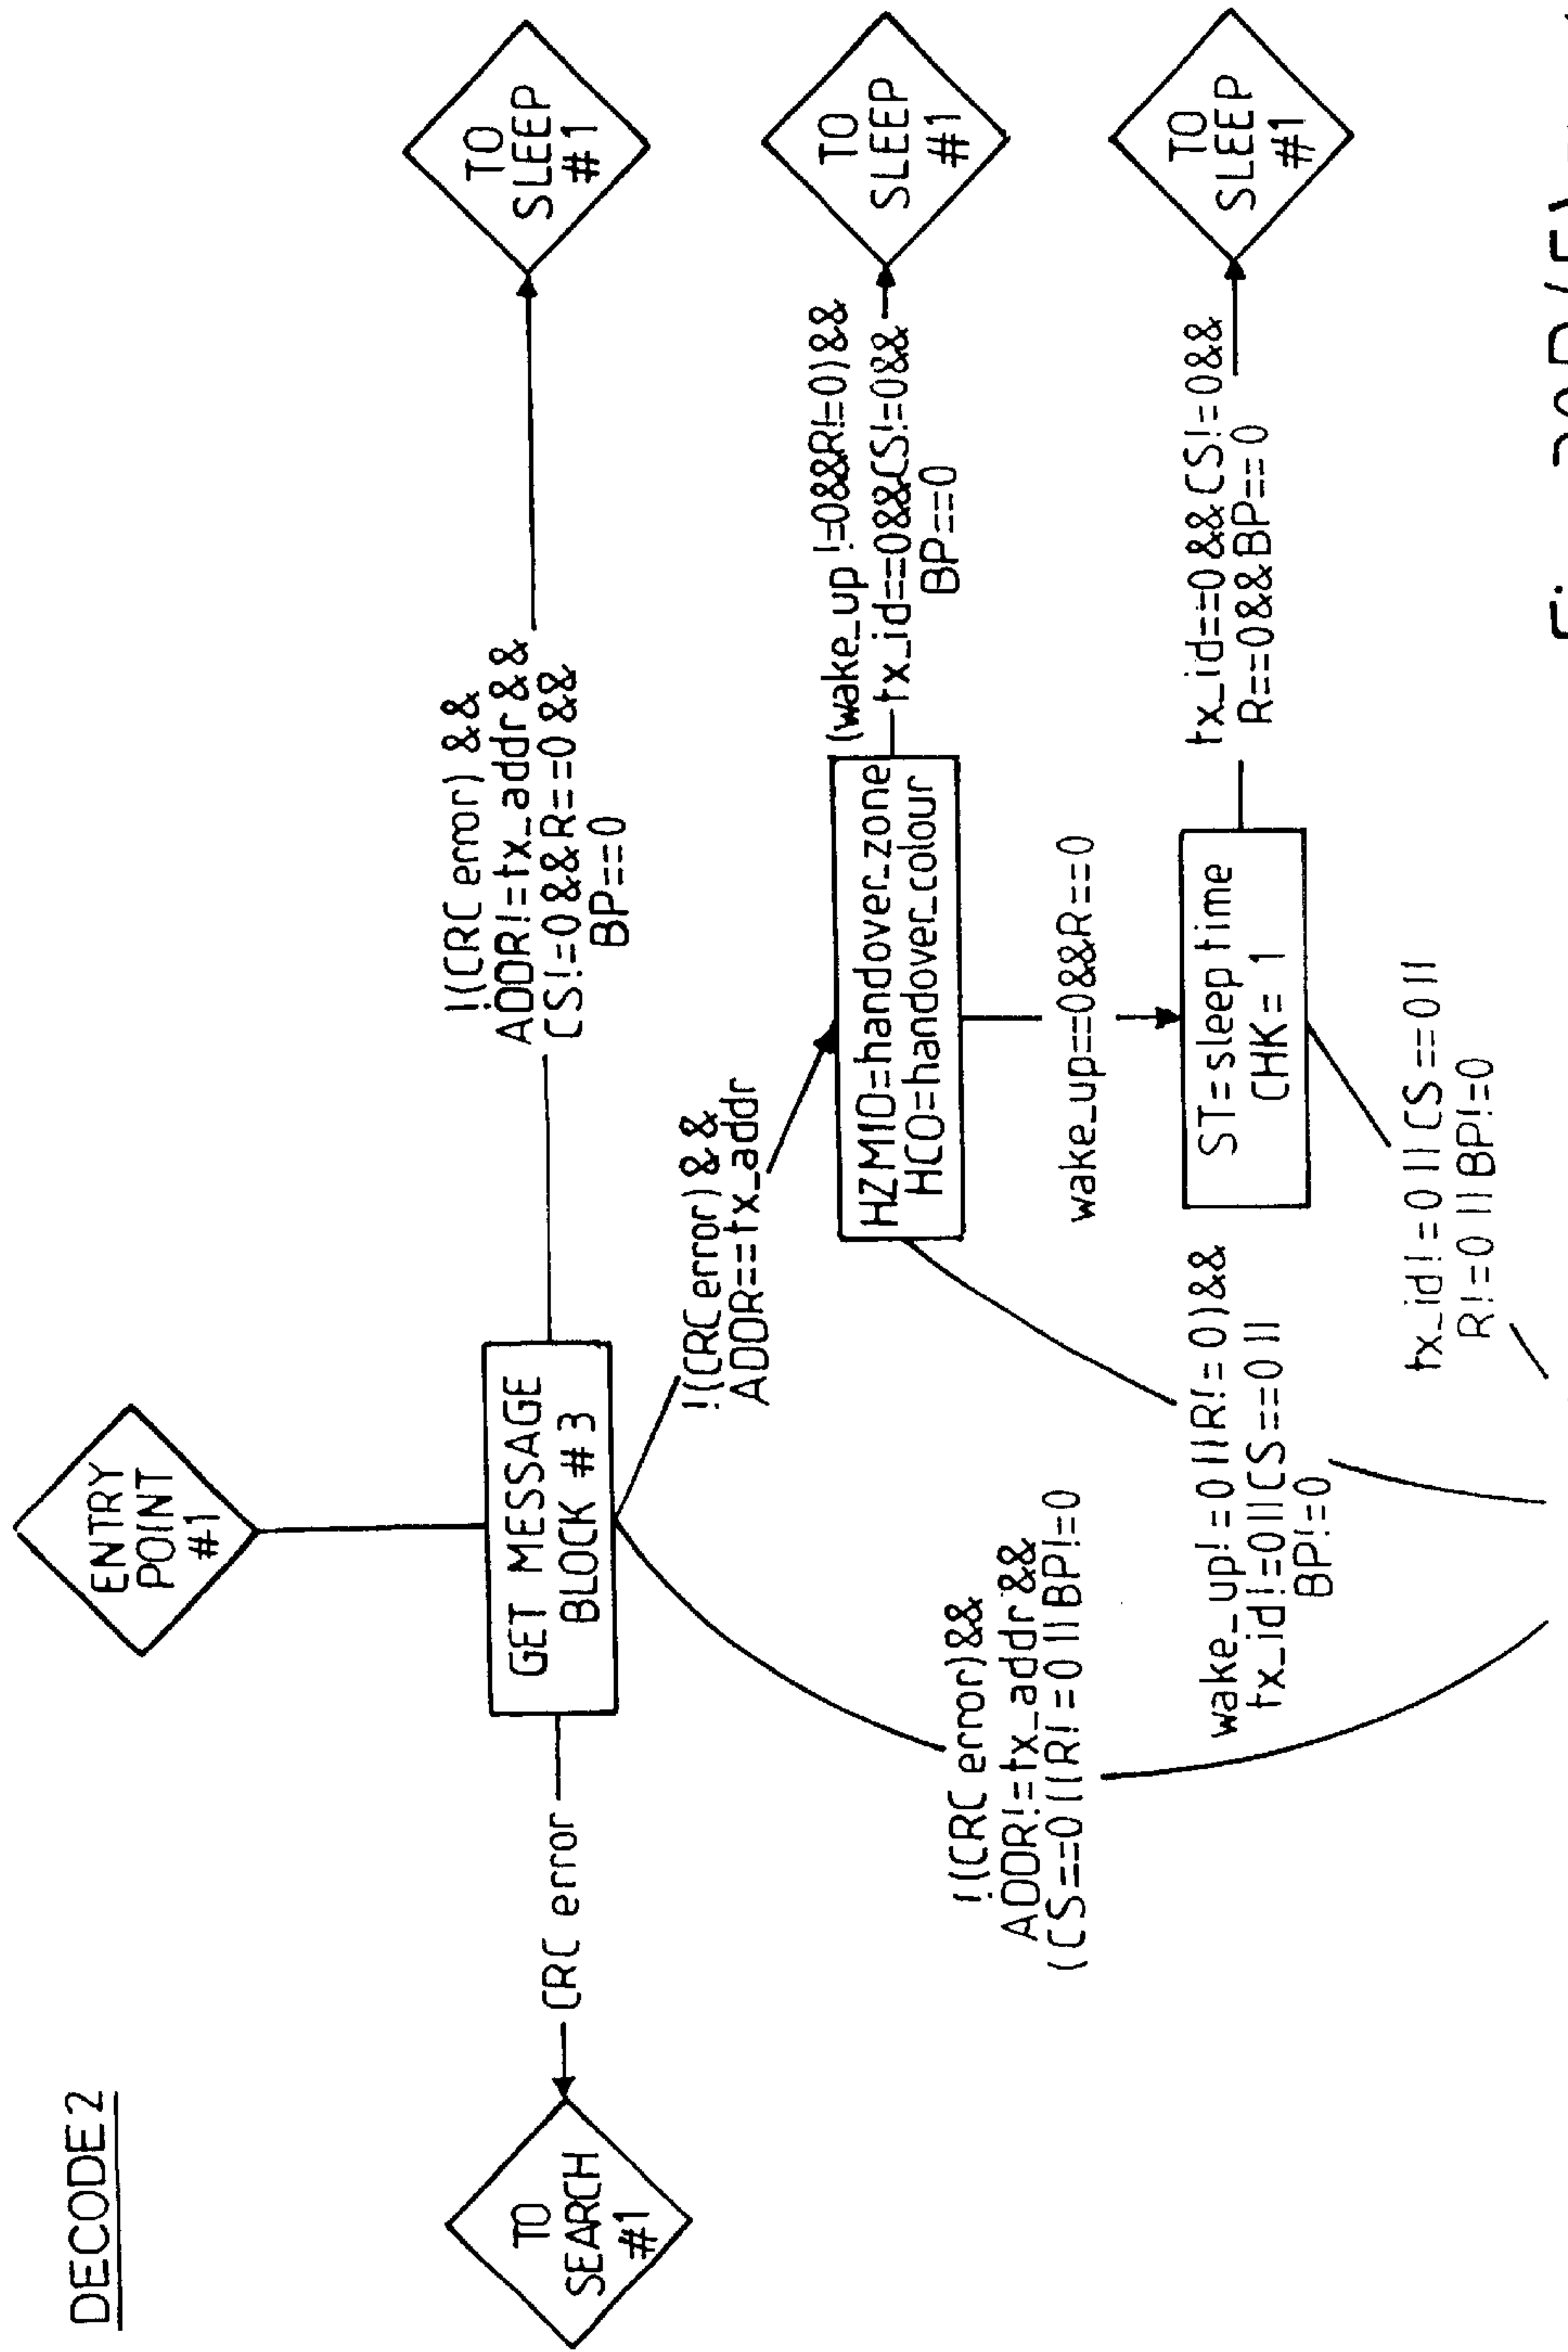 DECODE 2
ENTRY
POINT
#1
TO
SEARCH
#1
CRC error
GET MESSAGE
BLOCK #3
!(CRC error) &&
ADDR!=tx_addr &&
CS!=0&&R==0 &&
BP==0
TO
SLEEP
#1
!(CRC error) &&
ADDR==tx_addr
HZMID=handover_zone
HCO=handover_colour
(wake_up !=0&&R!=0)&&
tx_id==0&&CS!=0&&
BP==0
TO
SLEEP
#1
!(CRC error)&&
ADDR!=tx_addr&&
(CS==0((R!=0||BP!=0
wake_up==0&&R==0
ST=sleep time
CHK= 1
tx_id==0&&CS!=0&&
R==0&&BP==0
TO
SLEEP
#1
wake_up!=0||R!=0)&&
tx_id!=0||CS==0||
BP!=0
tx_id!=0||CS==0||
R!=0||BP!=0